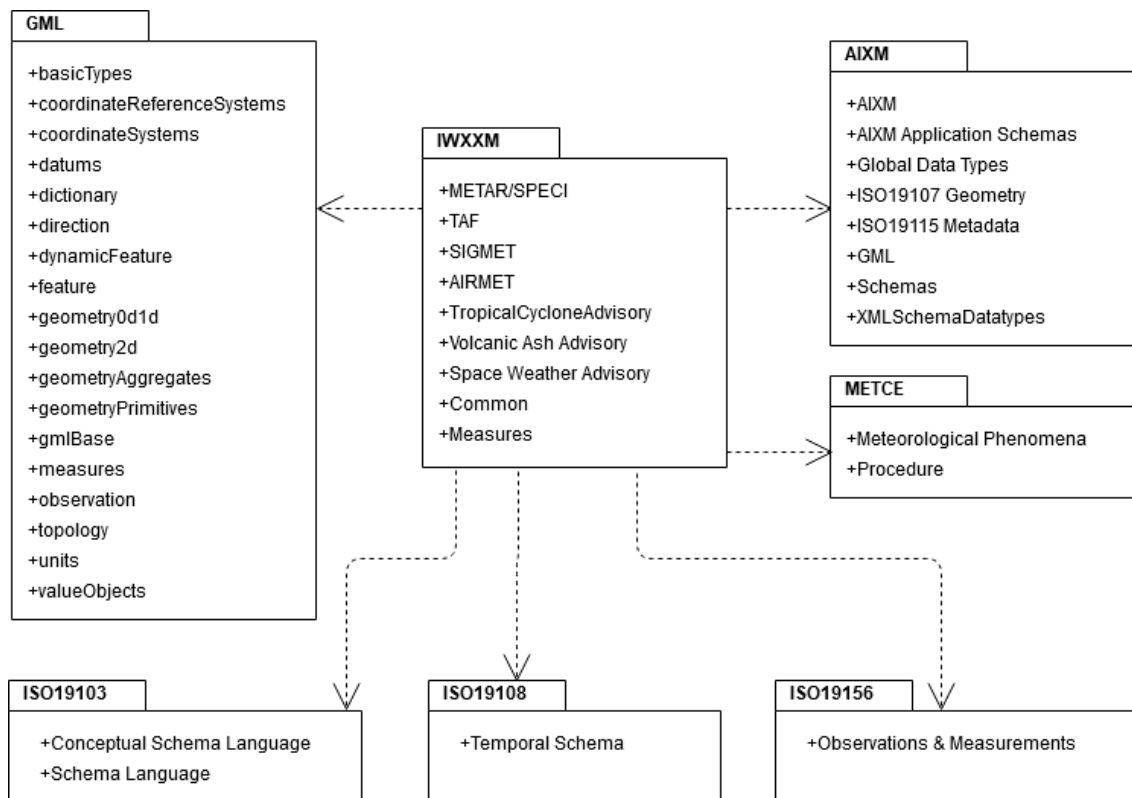 GML
+basicTypes
+coordinateReferenceSystems
+coordinateSystems
+datums
+dictionary
+direction
+dynamicFeature
+feature
+geometry0d1d
+geometry2d
+geometryAggregates
+geometryPrimitives
+gmlBase
+measures
+observation
+topology
+units
+valueObjects
IWXXM
+METAR/SPECI
+TAF
+SIGMET
+AIRMET
+TropicalCycloneAdvisory
+Volcanic Ash Advisory
+Space Weather Advisory
+Common
+Measures
AIXM
+AIXM
+AIXM Application Schemas
+Global Data Types
+ISO19107 Geometry
+ISO19115 Metadata
+GML
+Schemas
+XMLSchemaDatatypes
METCE
+Meteorological Phenomena
+Procedure
ISO19103
+Conceptual Schema Language
+Schema Language
ISO19108
+Temporal Schema
ISO19156
+Observations & Measurements